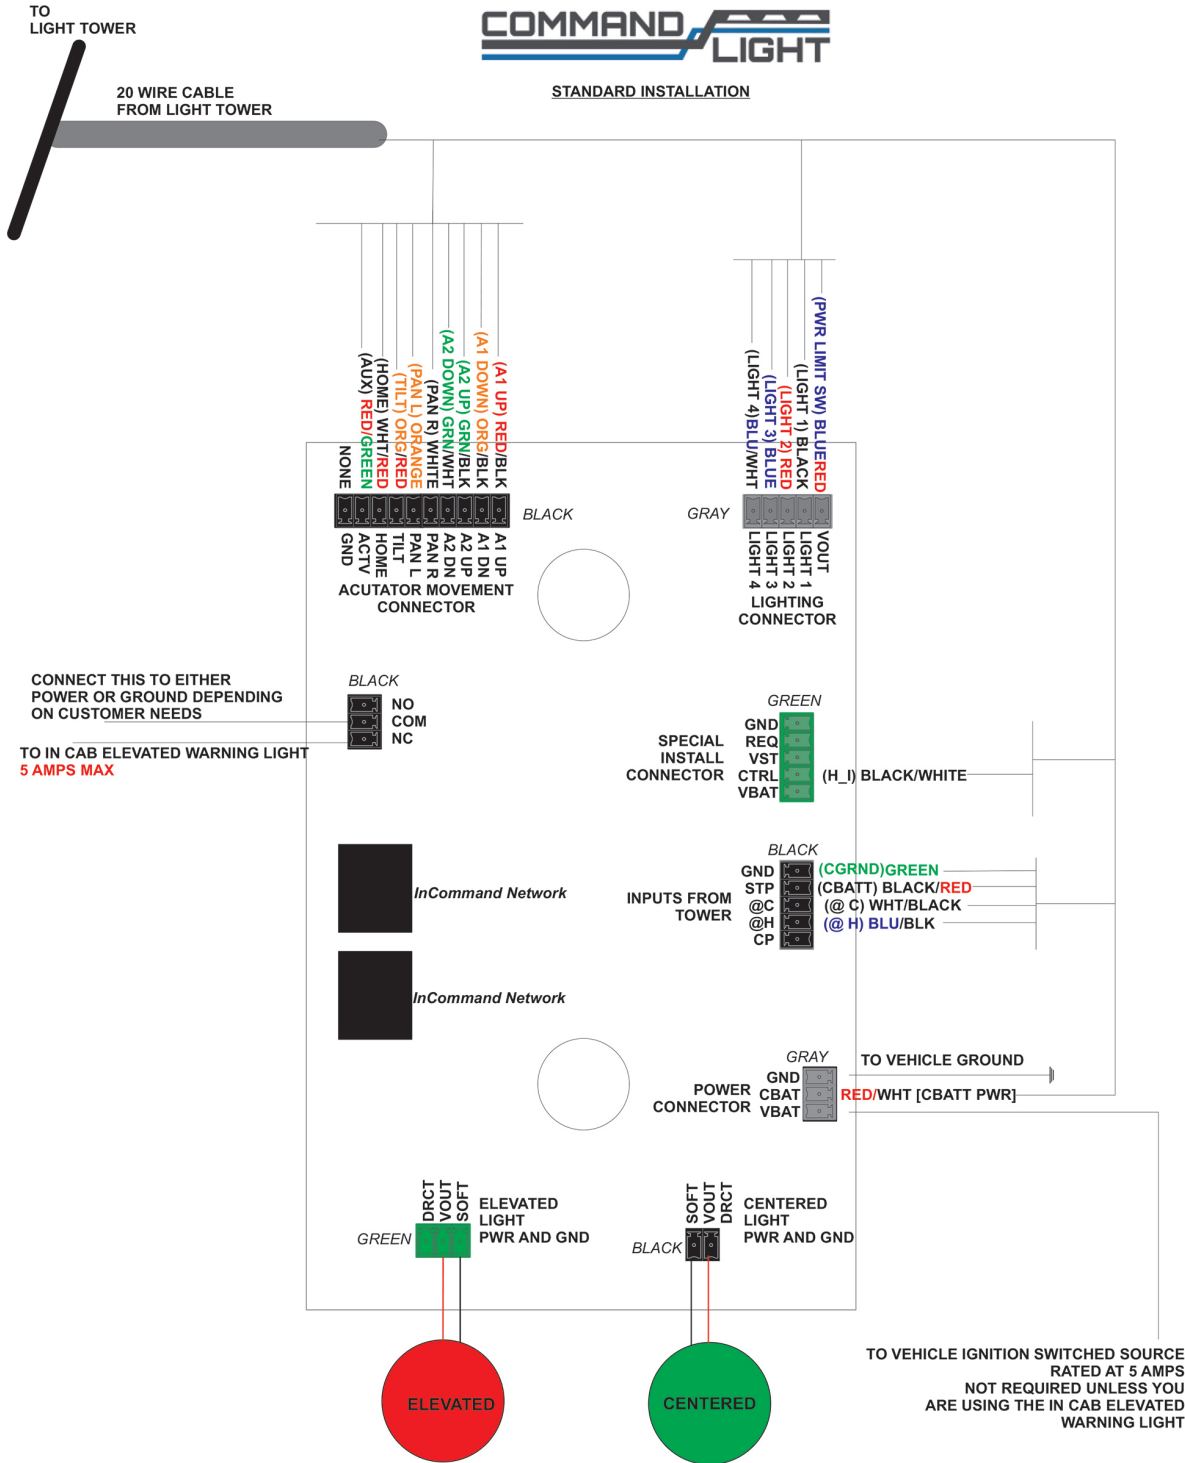 TO
LIGHT TOWER
COMMAND
LIGHT
20 WIRE CABLE
FROM LIGHT TOWER
STANDARD INSTALLATION
NONE
(AUX) RED/GREEN
(HOME) WHT/RED
(TILT) ORG/RED
(PAN L) ORANGE
(PAN R) WHITE
(A2 DOWN) GRN/WHT
(A2 UP) GRN/BLK
(A1 DOWN) ORG/BLK
(A1 UP) RED/BLK
(LIGHT 4)BLU/WHT
(LIGHT 3) BLUE
(LIGHT 2) RED
(LIGHT 1) BLACK
(PWR LIMIT SW) BLUERED
BLACK
GRAY
GND
ACTV
HOME
TILT
PAN L
PAN R
A2 DN
A2 UP
A1 DN
A1 UP
ACUTATOR MOVEMENT
CONNECTOR
LIGHT 4
LIGHT 3
LIGHT 2
LIGHT 1
VOUT
LIGHTING
CONNECTOR
CONNECT THIS TO EITHER
POWER OR GROUND DEPENDING
ON CUSTOMER NEEDS
TO IN CAB ELEVATED WARNING LIGHT
5 AMPS MAX
BLACK
NO
COM
NC
GREEN
SPECIAL
INSTALL
CONNECTOR
GND
REQ
VST
CTRL
VBAT
(H_I) BLACK/WHITE
BLACK
INPUTS FROM
TOWER
GND
STP
@C
@H
CP
(CGRND)GREEN
(CBATT) BLACK/RED
(@ C) WHT/BLACK
(@ H) BLU/BLK
InCommand Network
InCommand Network
GRAY
POWER
CONNECTOR
GND
CBAT
VBAT
TO VEHICLE GROUND
RED/WHT [CBATT PWR]
DRCT
VOUT
SOFT
GREEN
ELEVATED
LIGHT
PWR AND GND
SOFT
VOUT
DRCT
BLACK
CENTERED
LIGHT
PWR AND GND
ELEVATED
CENTERED
TO VEHICLE IGNITION SWITCHED SOURCE
RATED AT 5 AMPS
NOT REQUIRED UNLESS YOU
ARE USING THE IN CAB ELEVATED
WARNING LIGHT